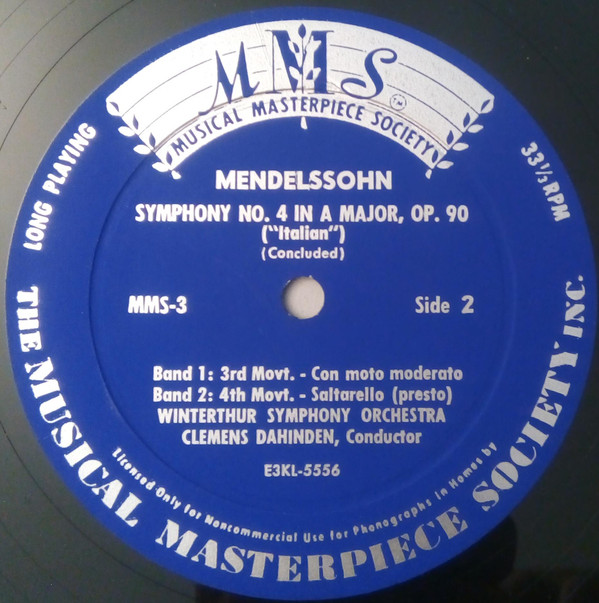 MMS
TM
MUSICAL MASTERPIECE SOCIETY
LONG PLAYING
33⅓ RPM
MENDELSSOHN
SYMPHONY NO. 4 IN A MAJOR, OP. 90
("Italian")
(Concluded)
MMS-3
Side 2
Band 1: 3rd Movt. - Con moto moderato
Band 2: 4th Movt. - Saltarello (presto)
WINTERTHUR SYMPHONY ORCHESTRA
CLEMENS DAHINDEN, Conductor
E3KL-5556
Licensed Only for Noncommercial Use for Phonographs in Homes by
THE MUSICAL MASTERPIECE SOCIETY INC.